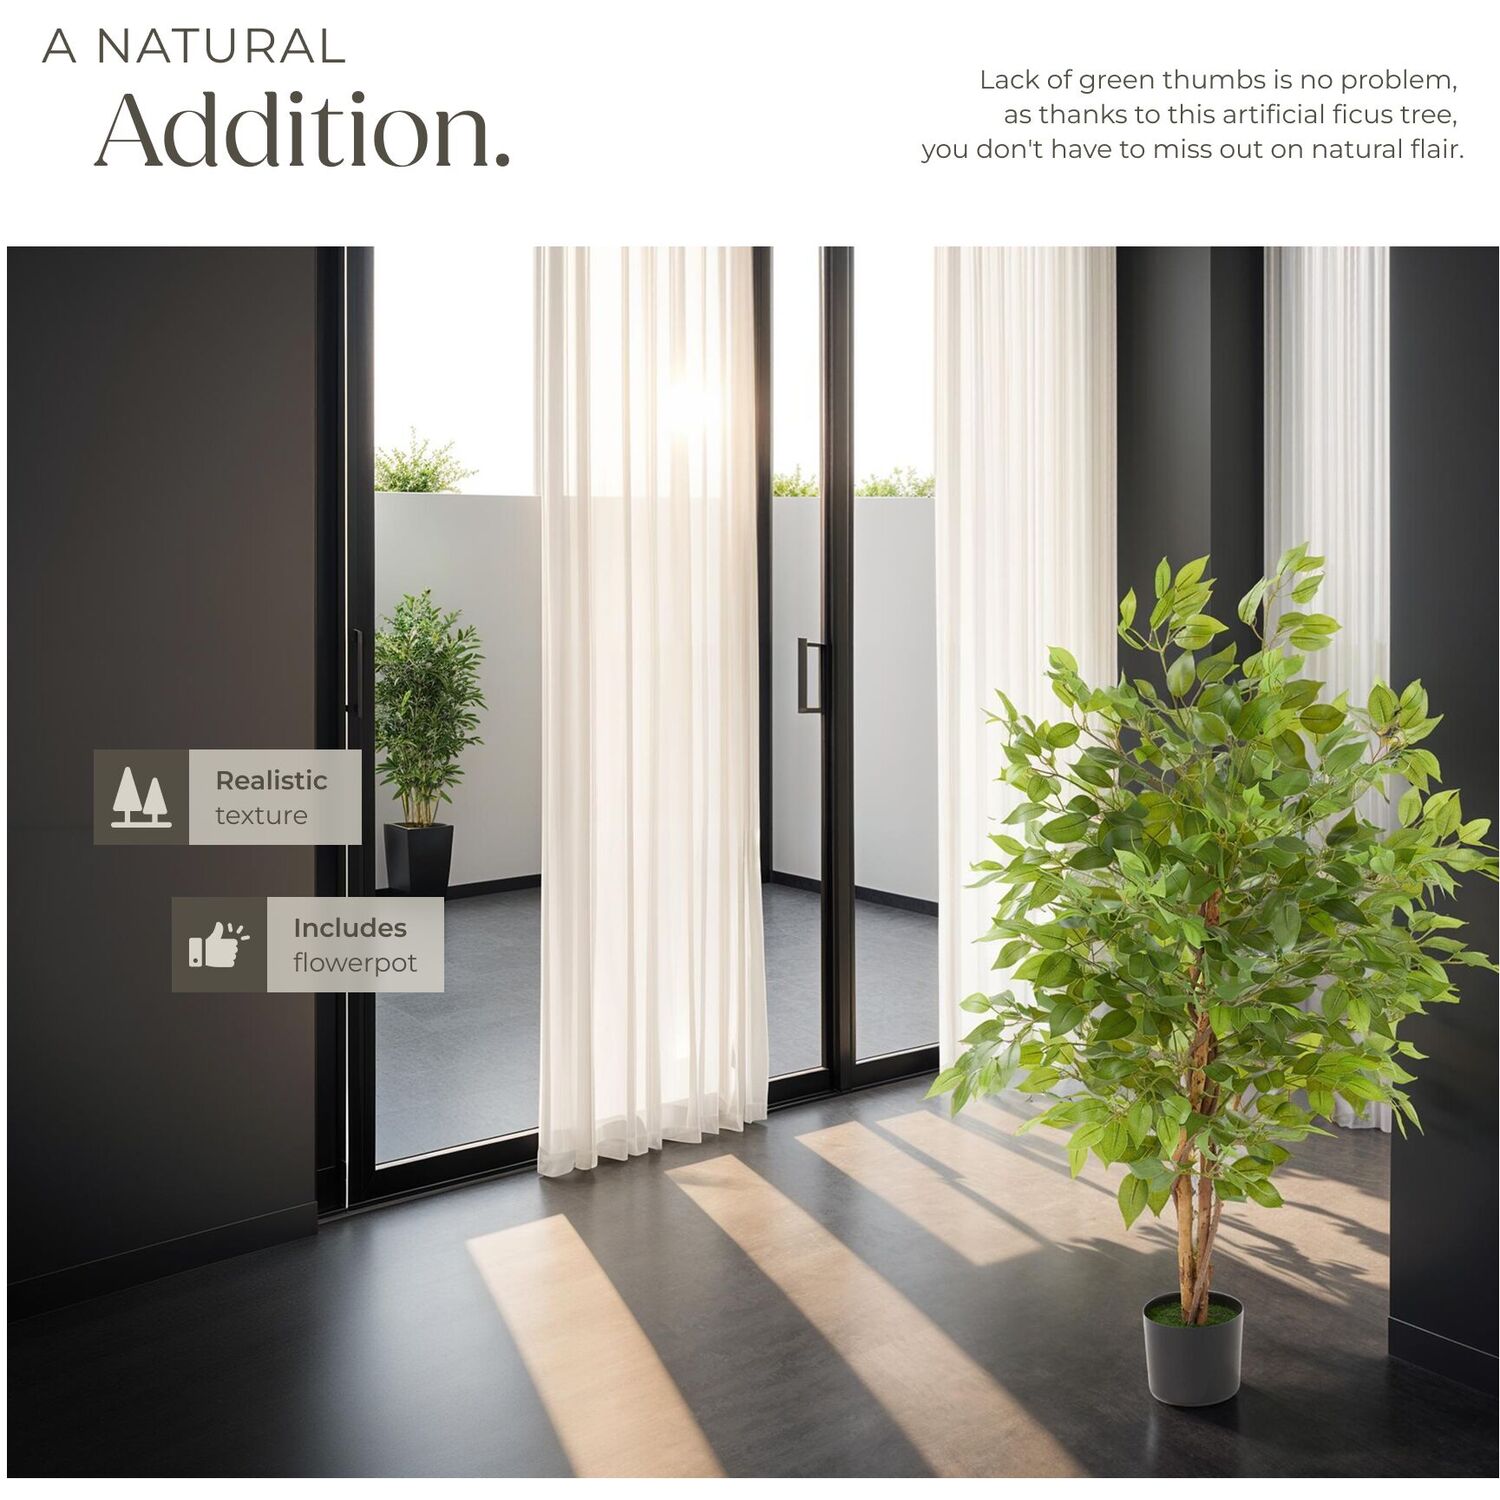 A NATURAL
Addition.
Lack of green thumbs is no problem,
as thanks to this artificial ficus tree,
you don't have to miss out on natural flair.
Realistic
texture
Includes
flowerpot